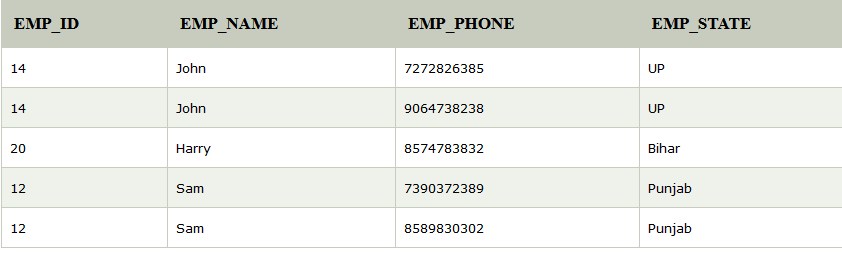 EMP_ID EMP_NAME EMP_PHONE EMP_STATE
14 John 7272826385 UP
14 John 9064738238 UP
20 Harry 8574783832 Bihar
12 Sam 7390372389 Punjab
12 Sam 8589830302 Punjab